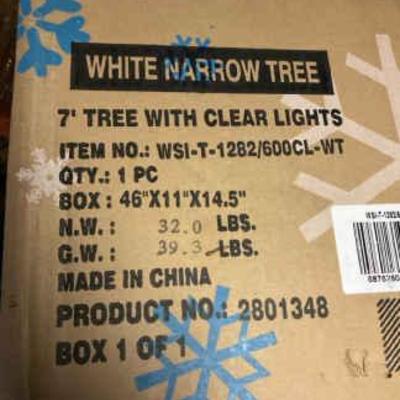 WHITE NARROW TREE
7' TREE WITH CLEAR LIGHTS
ITEM NO.: WSI-T-1282/600CL-WT
QTY.: 1 PC
BOX : 46"X11"X14.5"
N.W. : 32.0 LBS.
G.W. : 39.3 LBS.
MADE IN CHINA
PRODUCT NO.: 2801348
BOX 1 OF 1